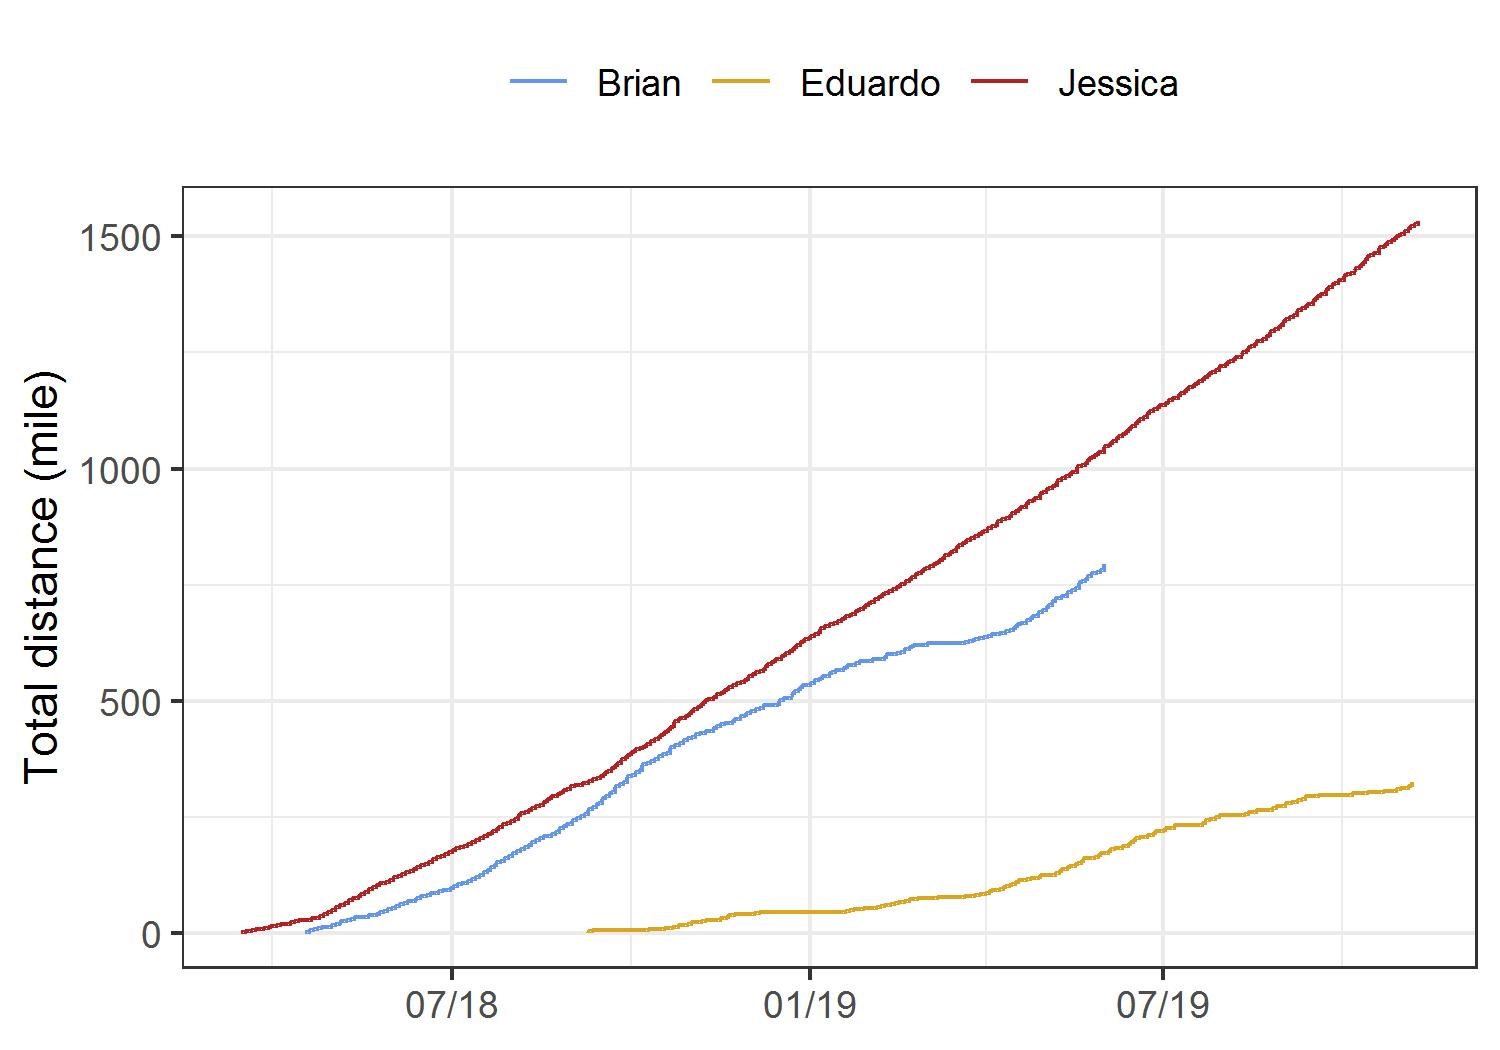 Brian Eduardo Jessica
Total distance (mile)
1500
1000
500
0
07/18 01/19 07/19